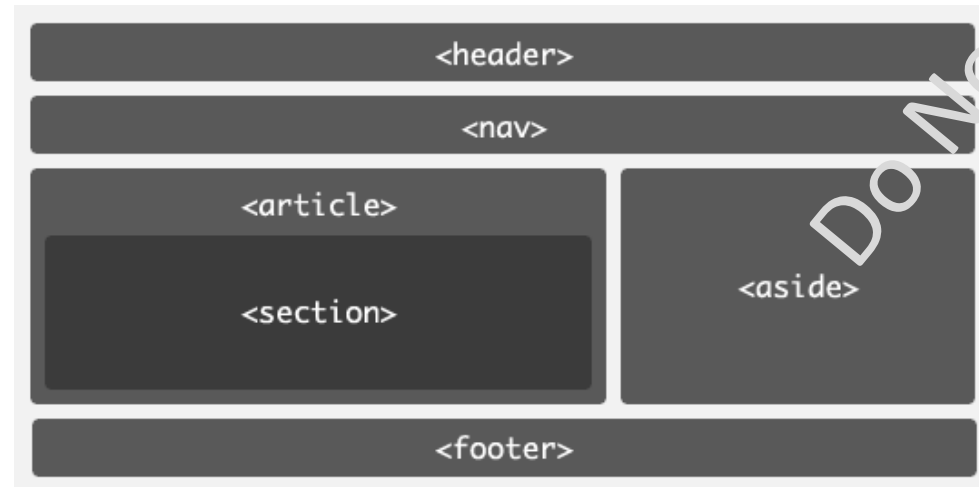 <header>
<nav>
<article>
<section>
<aside>
<footer>
Do